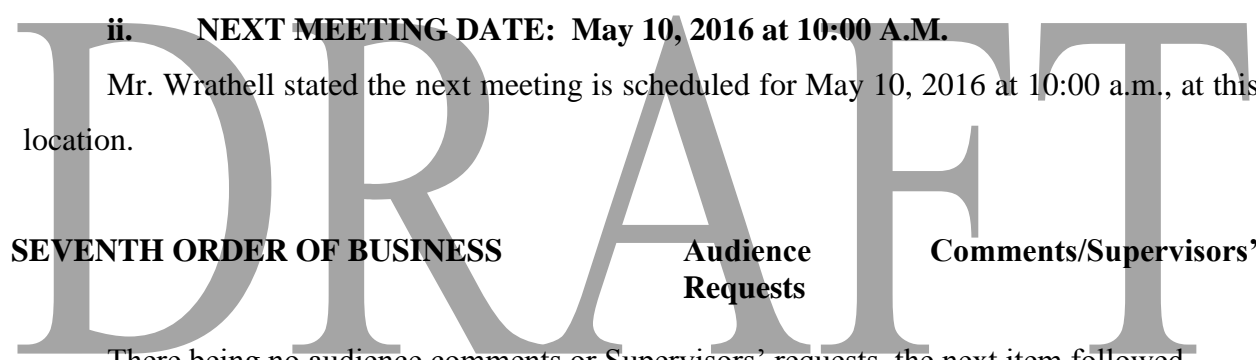 DRAFT
ii. NEXT MEETING DATE: May 10, 2016 at 10:00 A.M.
Mr. Wrathell stated the next meeting is scheduled for May 10, 2016 at 10:00 a.m., at this
location.
SEVENTH ORDER OF BUSINESS Audience Comments/Supervisors’
Requests
There being no audience comments or Supervisors’ requests, the next item followed.